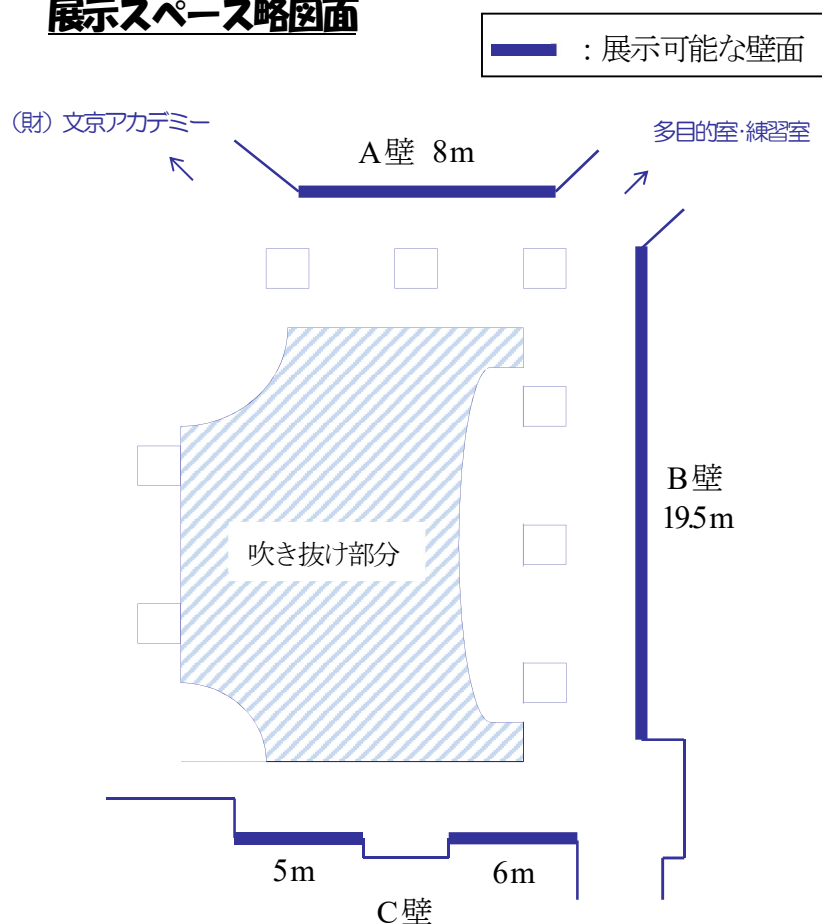 展示スペース略図面
：展示可能な壁面
（財）文京アカデミー
多目的室・練習室
A壁 8m
B壁
19.5m
吹き抜け部分
5m
6m
C壁